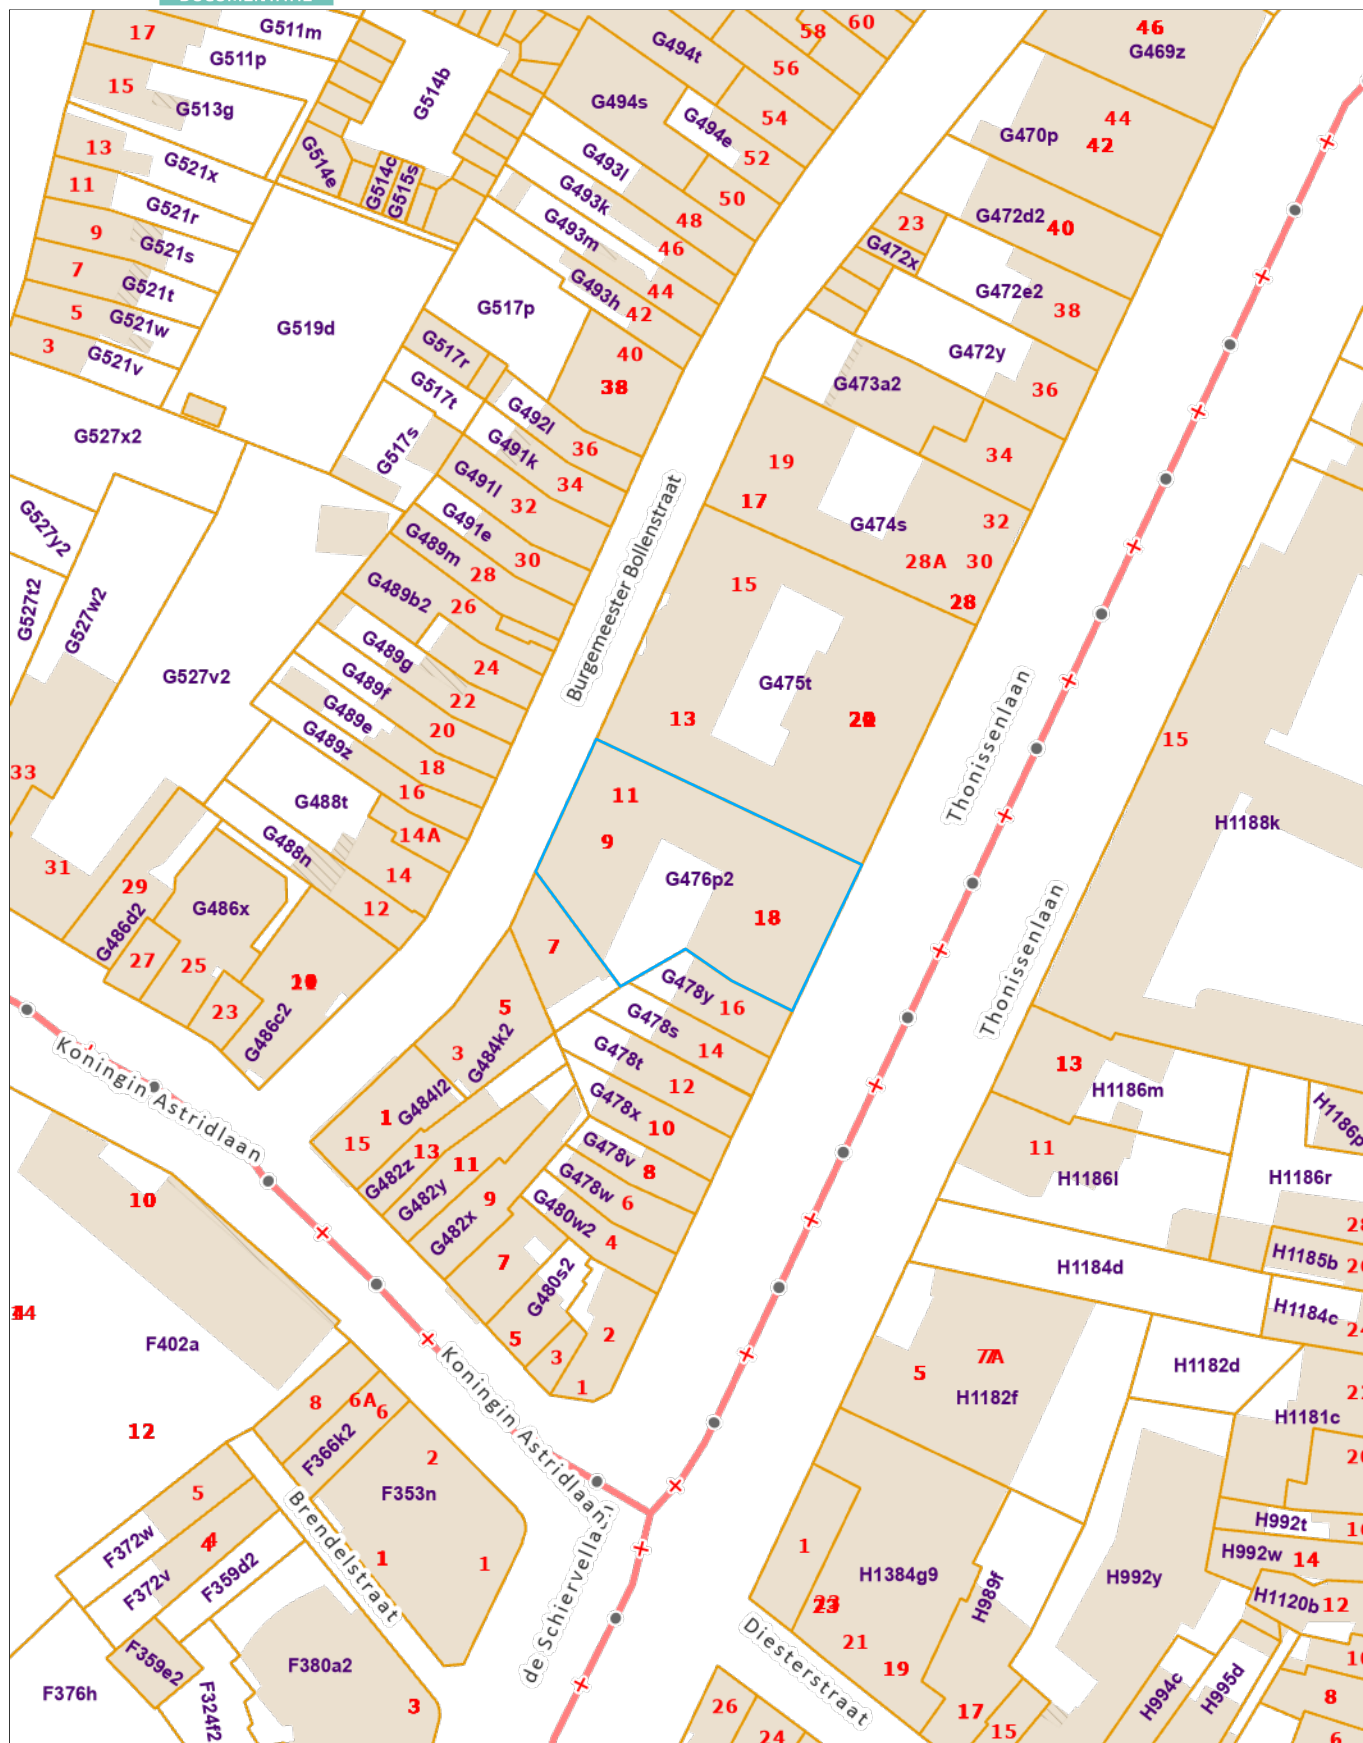 17
G511m
G511p
15
G513g
G514b
G494t
58
60
56
G494s
54
G494e
52
50
46
G469z
44
G470p
42
13
G521x
G514e
G514c
G515s
G493l
G493k
48
11
G521r
9
G521s
G493m
46
7
G521t
G493h
44
5
G521w
42
3
G521v
G519d
G517p
40
38
23
G472d2
40
G472x
G472e2
38
G472y
36
G473a2
34
G517r
G517t
G492l
36
G517s
G491k
34
G491l
32
G491e
30
G527x2
G527y2
G527t2
G527w2
G527v2
G489m
28
G489b2
26
G489g
24
G489f
22
G489e
20
G489z
18
16
G488t
14A
G488n
14
12
Burgemeester Bollenstraat
19
17
G474s
32
28A
30
28
15
G475t
13
Thonissenlaan
15
H1188k
33
31
29
G486x
G486d2
27
25
23
G486c2
11
9
G476p2
18
7
G478y
16
5
G478s
14
3
G484k2
G478t
12
Thonissenlaan
13
H1186m
H1186p
11
H1186l
H1186r
Koningin Astridlaan
1
G484l2
15
13
G482z
11
G482y
9
G482x
G478x
10
G478v
8
G478w
6
G480w2
4
7
G480s2
5
3
2
1
H1185b
H1184d
H1184c
10
F402a
12
7A
5
H1182f
H1182d
H1181c
Koningin Astridlaan
8
6A
6
F366k2
2
F353n
1
1
5
F372w
4
F372v
F359d2
Brendelstraat
F359e2
F324f2
F380a2
3
F376h
de Schiervellaan
1
H1384g9
23
21
19
H989f
17
15
H992y
H992t
H992w
14
H1120b
12
Diesterstraat
26
24
H994c
H995d
8
6